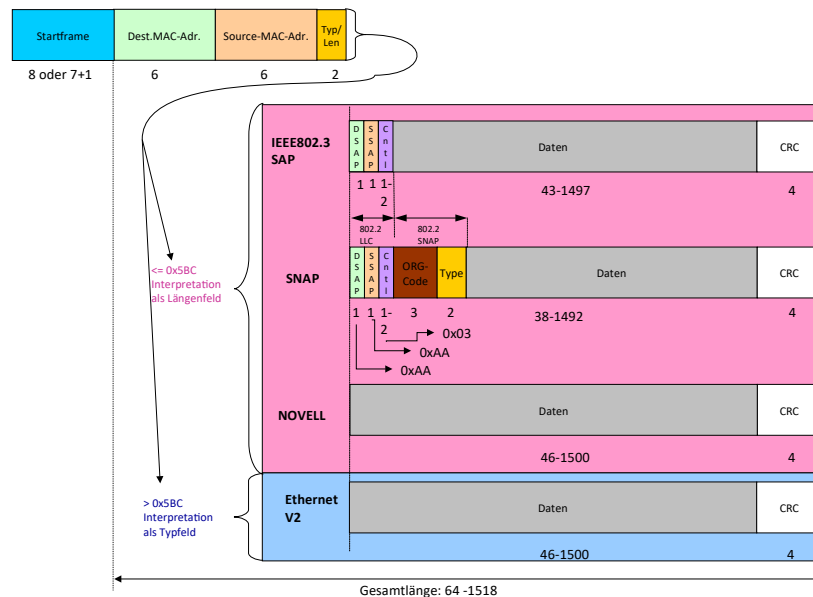 Startframe Dest.MAC-Adr. Source-MAC-Adr. Typ/
Len
8 oder 7+1 6 6 2
IEEE802.3
SAP
D
S
A
P
S
S
A
P
C
n
t
l
Daten CRC
1 1 1-
2
43-1497 4
802.2
LLC
802.2
SNAP
<= 0x5BC
Interpretation
als Längenfeld
SNAP
D
S
A
P
S
S
A
P
C
n
t
l
ORG-
Code
Type Daten CRC
1 1 1-
2
3 2 38-1492 4
0x03
0xAA
0xAA
NOVELL
Daten CRC
46-1500 4
> 0x5BC
Interpretation
als Typfeld
Ethernet
V2
Daten CRC
46-1500 4
Gesamtlänge: 64 -1518